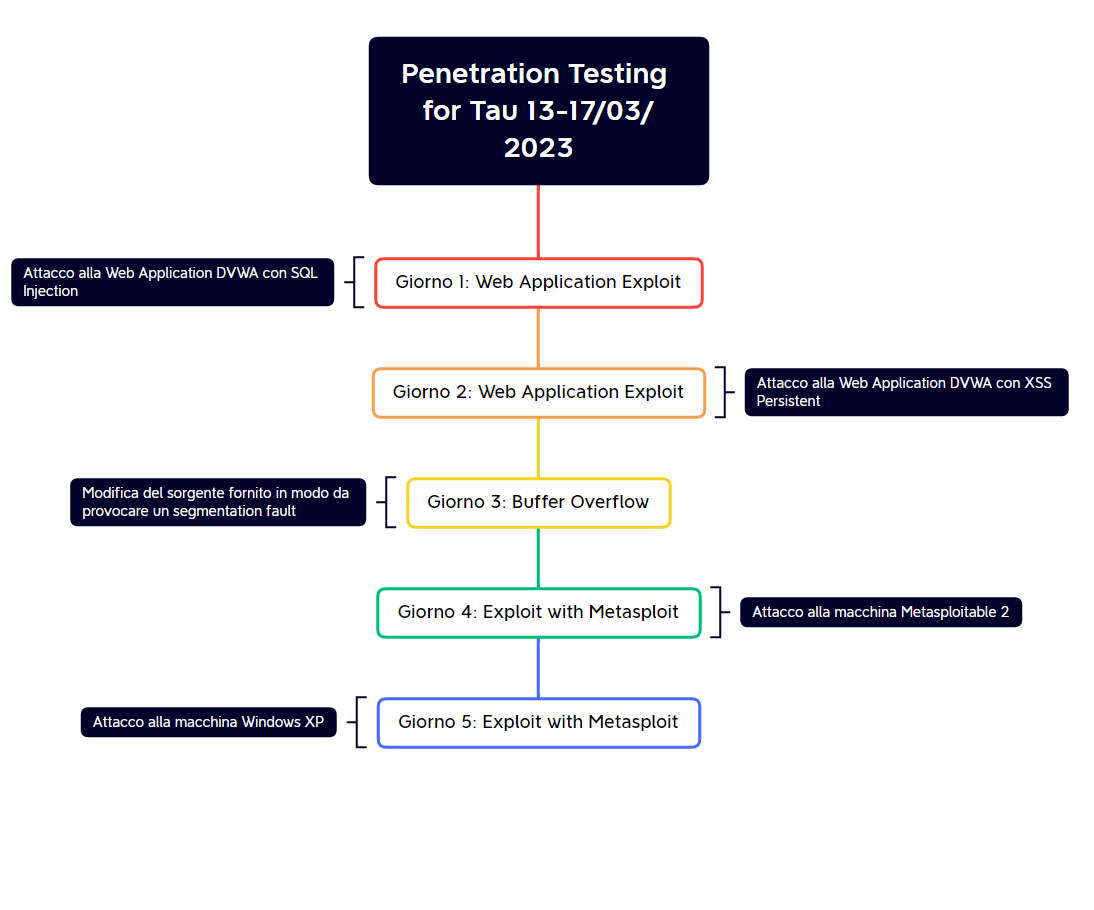 Penetration Testing
for Tau 13-17/03/
2023
Attacco alla Web Application DVWA con SQL
Injection
Giorno 1: Web Application Exploit
Giorno 2: Web Application Exploit
Attacco alla Web Application DVWA con XSS
Persistent
Modifica del sorgente fornito in modo da
provocare un segmentation fault
Giorno 3: Buffer Overflow
Giorno 4: Exploit with Metasploit
Attacco alla macchina Metasploitable 2
Attacco alla macchina Windows XP
Giorno 5: Exploit with Metasploit